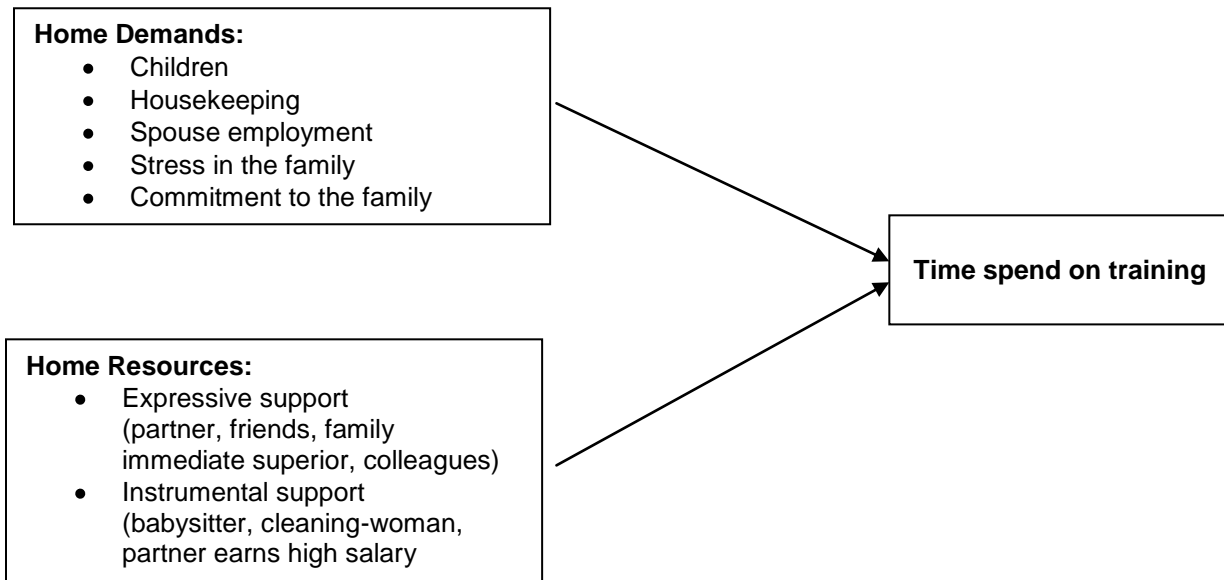 Home Demands:
• Children
• Housekeeping
• Spouse employment
• Stress in the family
• Commitment to the family
Time spend on training
Home Resources:
• Expressive support
(partner, friends, family
immediate superior, colleagues)
• Instrumental support
(babysitter, cleaning-woman,
partner earns high salary